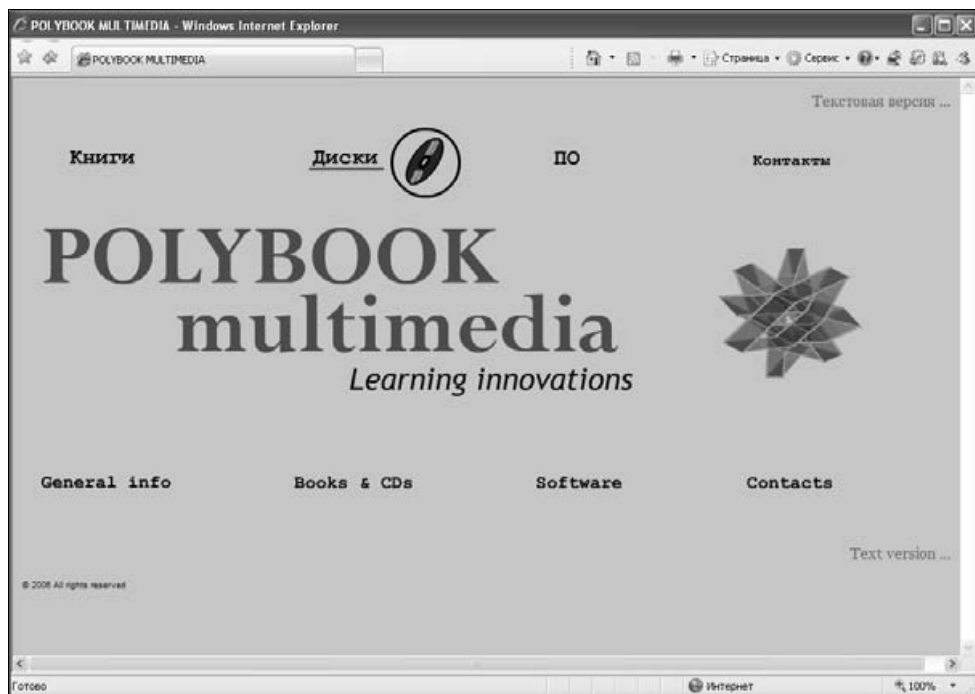 POLYBOOK MULTIMEDIA - Windows Internet Explorer
POLYBOOK MULTIMEDIA
Страница Сервис
Текстовая версия ...
Книги Диски ПО Контакты
POLYBOOK
multimedia
Learning innovations
General info Books & CDs Software Contacts
Text version ...
© 2006 All rights reserved
Готово Интернет 100%